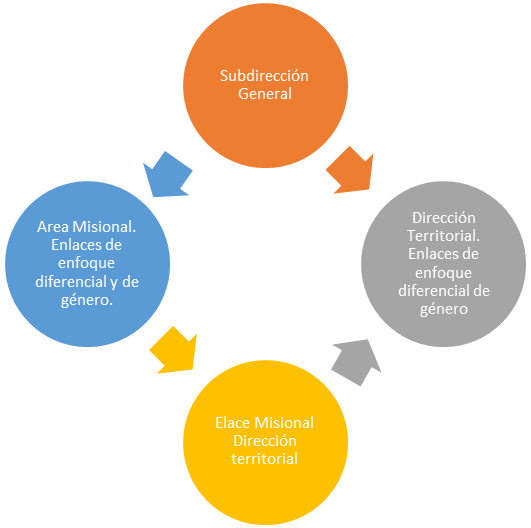 Subdirección
General
Area Misional.
Enlaces de
enfoque
diferencial y de
género.
Dirección
Territorial.
Enlaces de
enfoque
diferencial de
género
Elace Misional
Dirección
territorial